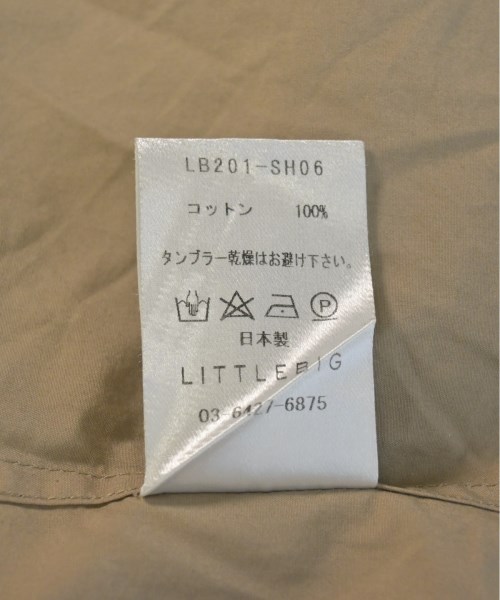 LB201-SH06
コットン 100%
タンブラー乾燥はお避け下さい。
P
日本製
LITTLEBIG
03-6427-6875